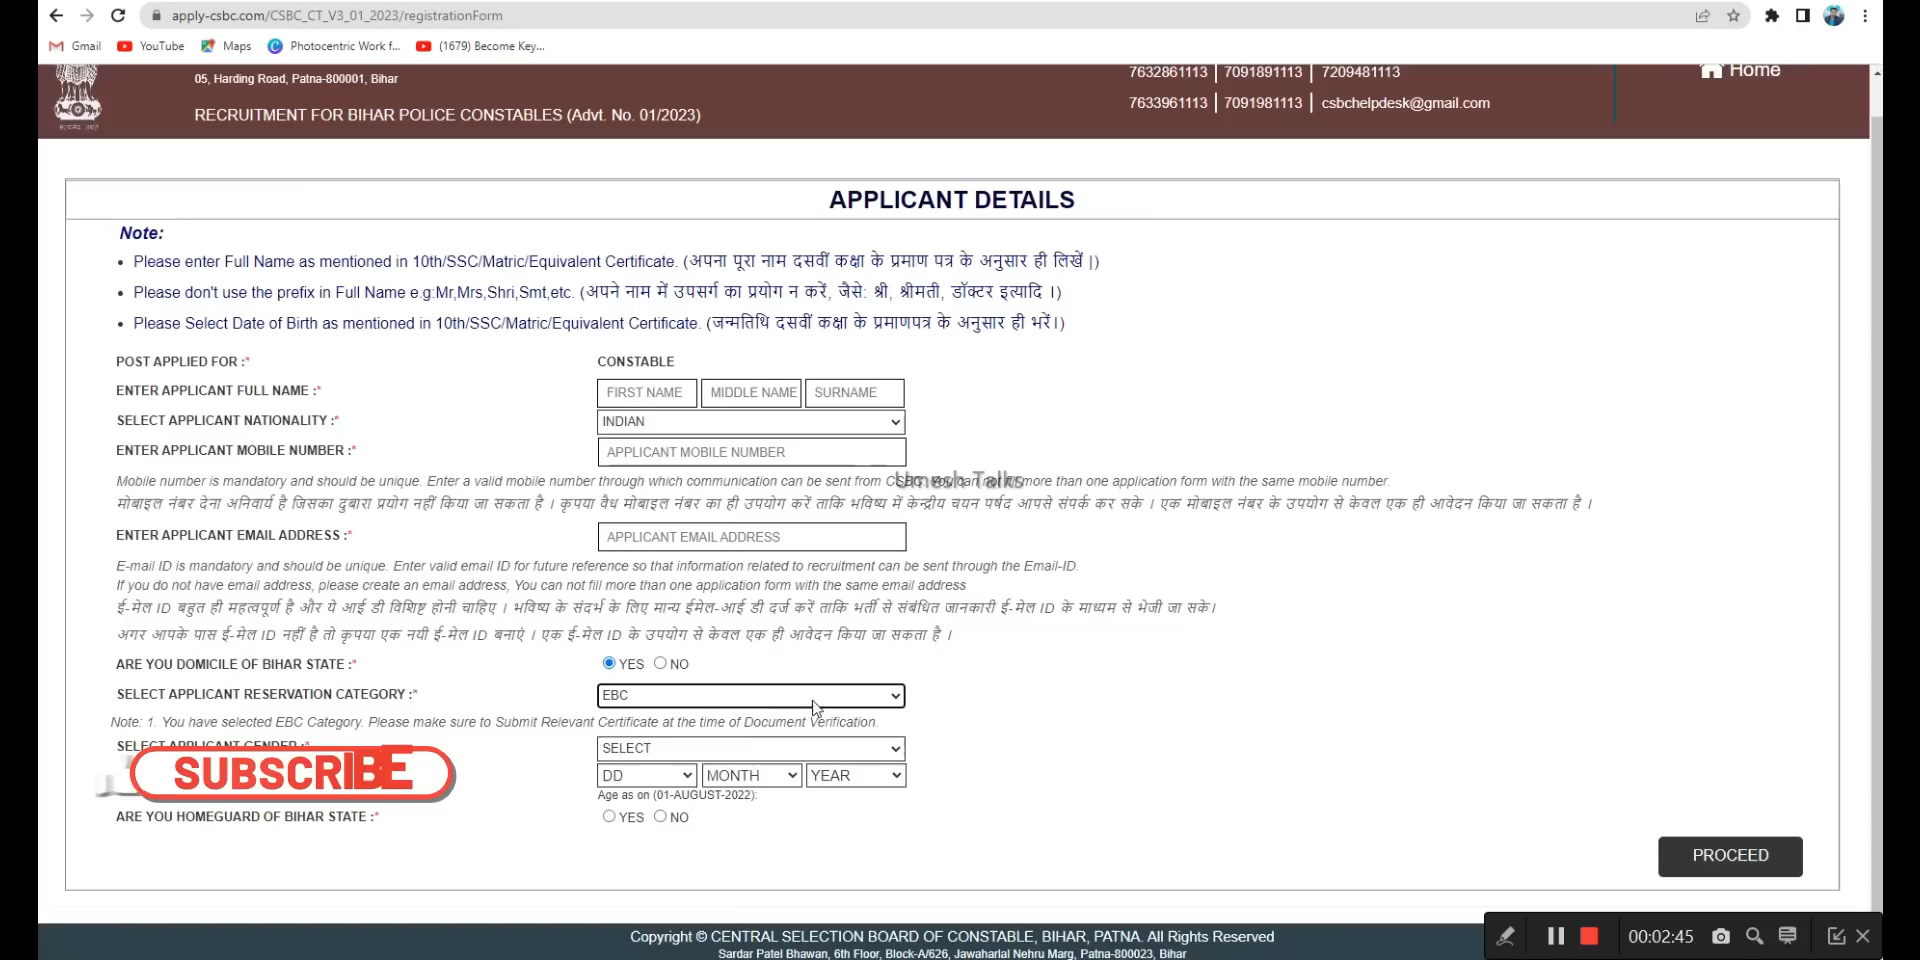 apply-csbc.com/CSBC_CT_V3_01_2023/registrationForm
Gmail YouTube Maps Photocentric Work f... (1679) Become Key...
05, Harding Road, Patna-800001, Bihar
7632861113 | 7091891113 | 7209481113
Home
7633961113 | 7091981113 | csbchelpdesk@gmail.com
RECRUITMENT FOR BIHAR POLICE CONSTABLES (Advt. No. 01/2023)
APPLICANT DETAILS
Note:
• Please enter Full Name as mentioned in 10th/SSC/Matric/Equivalent Certificate. (अपना पूरा नाम दसवीं कक्षा के प्रमाण पत्र के अनुसार ही लिखें |)
• Please don't use the prefix in Full Name e.g:Mr,Mrs,Shri,Smt,etc. (अपने नाम में उपसर्ग का प्रयोग न करें, जैसे: श्री, श्रीमती, डॉक्टर इत्यादि ।)
• Please Select Date of Birth as mentioned in 10th/SSC/Matric/Equivalent Certificate. (जन्मतिथि दसवीं कक्षा के प्रमाणपत्र के अनुसार ही भरें।)
POST APPLIED FOR :* CONSTABLE
ENTER APPLICANT FULL NAME :* FIRST NAME MIDDLE NAME SURNAME
SELECT APPLICANT NATIONALITY :* INDIAN
ENTER APPLICANT MOBILE NUMBER :* APPLICANT MOBILE NUMBER
Umesh Talks
Mobile number is mandatory and should be unique. Enter a valid mobile number through which communication can be sent from CSBC. You can not fill more than one application form with the same mobile number.
मोबाइल नंबर देना अनिवार्य है जिसका दुबारा प्रयोग नहीं किया जा सकता है । कृपया वैध मोबाइल नंबर का ही उपयोग करें ताकि भविष्य में केन्द्रीय चयन पर्षद आपसे संपर्क कर सके । एक मोबाइल नंबर के उपयोग से केवल एक ही आवेदन किया जा सकता है ।
ENTER APPLICANT EMAIL ADDRESS :* APPLICANT EMAIL ADDRESS
E-mail ID is mandatory and should be unique. Enter valid email ID for future reference so that information related to recruitment can be sent through the Email-ID.
If you do not have email address, please create an email address, You can not fill more than one application form with the same email address
ई-मेल ID बहुत ही महत्वपूर्ण है और ये आई डी विशिष्ट होनी चाहिए । भविष्य के संदर्भ के लिए मान्य ईमेल-आई डी दर्ज करें ताकि भर्ती से संबंधित जानकारी ई-मेल ID के माध्यम से भेजी जा सके।
अगर आपके पास ई-मेल ID नहीं है तो कृपया एक नयी ई-मेल ID बनाएं । एक ई-मेल ID के उपयोग से केवल एक ही आवेदन किया जा सकता है ।
ARE YOU DOMICILE OF BIHAR STATE :* YES NO
SELECT APPLICANT RESERVATION CATEGORY :* EBC
Note: 1. You have selected EBC Category. Please make sure to Submit Relevant Certificate at the time of Document Verification.
SELECT APPLICANT GENDER :* SELECT
SUBSCRIBE
DD MONTH YEAR
Age as on (01-AUGUST-2022):
ARE YOU HOMEGUARD OF BIHAR STATE :* YES NO
PROCEED
Copyright © CENTRAL SELECTION BOARD OF CONSTABLE, BIHAR, PATNA. All Rights Reserved
Sardar Patel Bhawan, 6th Floor, Block-A/626, Jawaharlal Nehru Marg, Patna-800023, Bihar
00:02:45